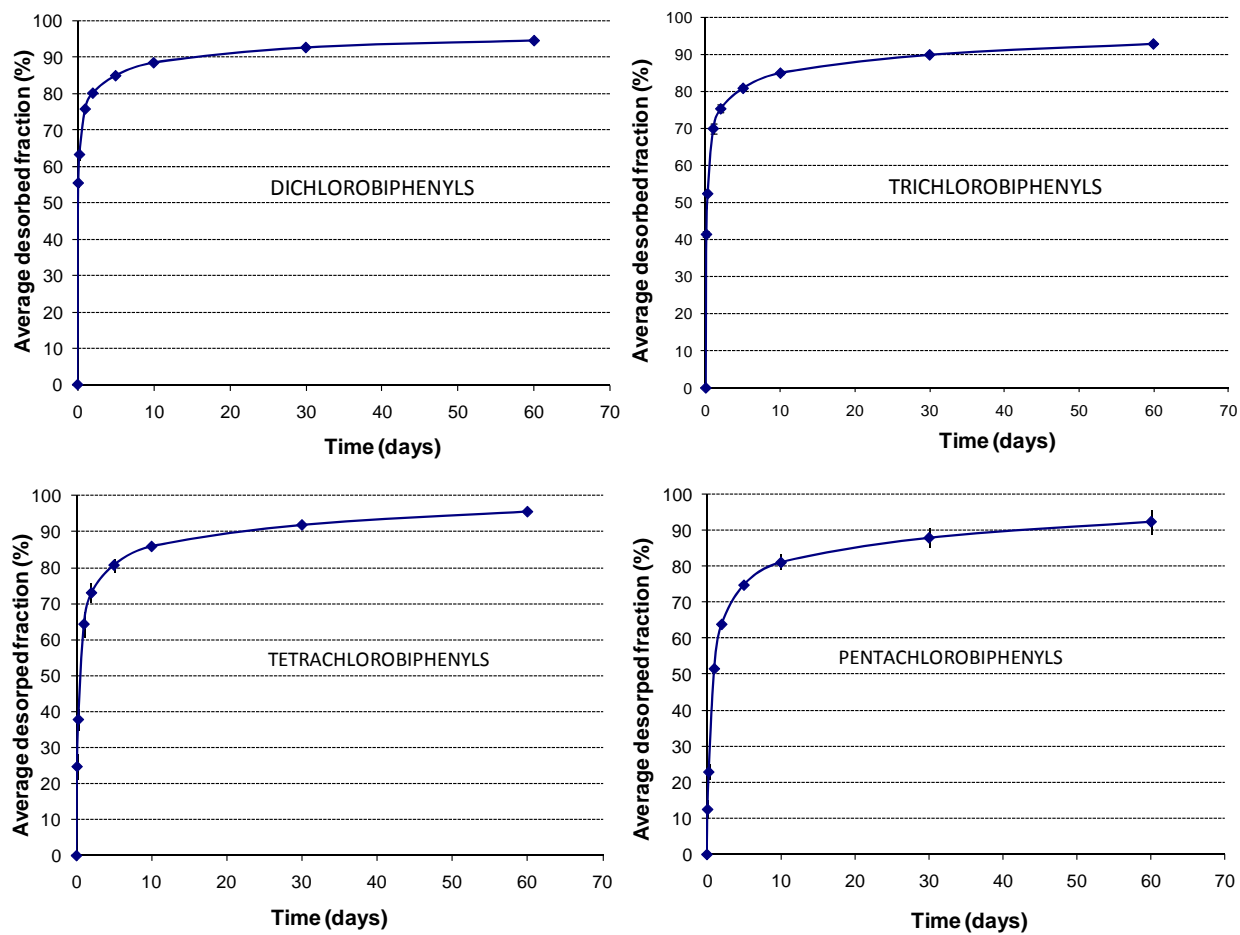 100
90
80
70
60
50
40
30
20
10
0
Average desorbed fraction (%)
DICHLOROBIPHENYLS
0 10 20 30 40 50 60 70
Time (days)
100
90
80
70
60
50
40
30
20
10
0
Average desorbed fraction (%)
TRICHLOROBIPHENYLS
0 10 20 30 40 50 60 70
Time (days)
100
90
80
70
60
50
40
30
20
10
0
Average desorped fraction (%)
TETRACHLOROBIPHENYLS
0 10 20 30 40 50 60 70
Time (days)
100
90
80
70
60
50
40
30
20
10
0
Average desorped fraction (%)
PENTACHLOROBIPHENYLS
0 10 20 30 40 50 60 70
Time (days)